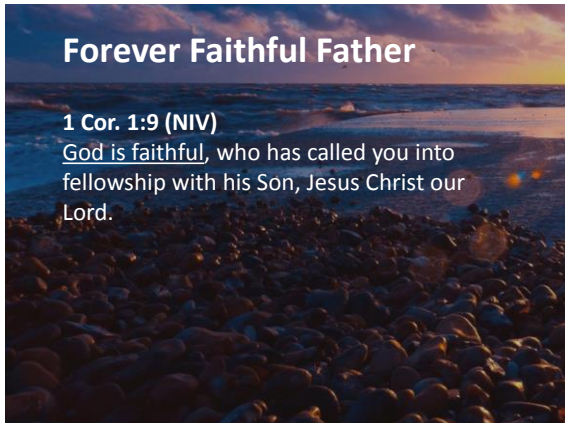 Forever Faithful Father
1 Cor. 1:9 (NIV)
God is faithful, who has called you into
fellowship with his Son, Jesus Christ our
Lord.